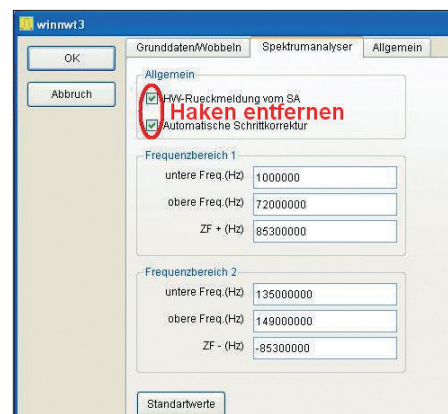 winnwt3
OK
Abbruch
Grunddaten/Wobbeln Spektrumanalyser Allgemein
Allgemein
HW-Rueckmeldung vom SA
Haken entfernen
Automatische Schrittkorrektur
Frequenzbereich 1
untere Freq.(Hz) 1000000
obere Freq.(Hz) 72000000
ZF + (Hz) 85300000
Frequenzbereich 2
untere Freq.(Hz) 135000000
obere Freq.(Hz) 149000000
ZF - (Hz) -85300000
Standartwerte